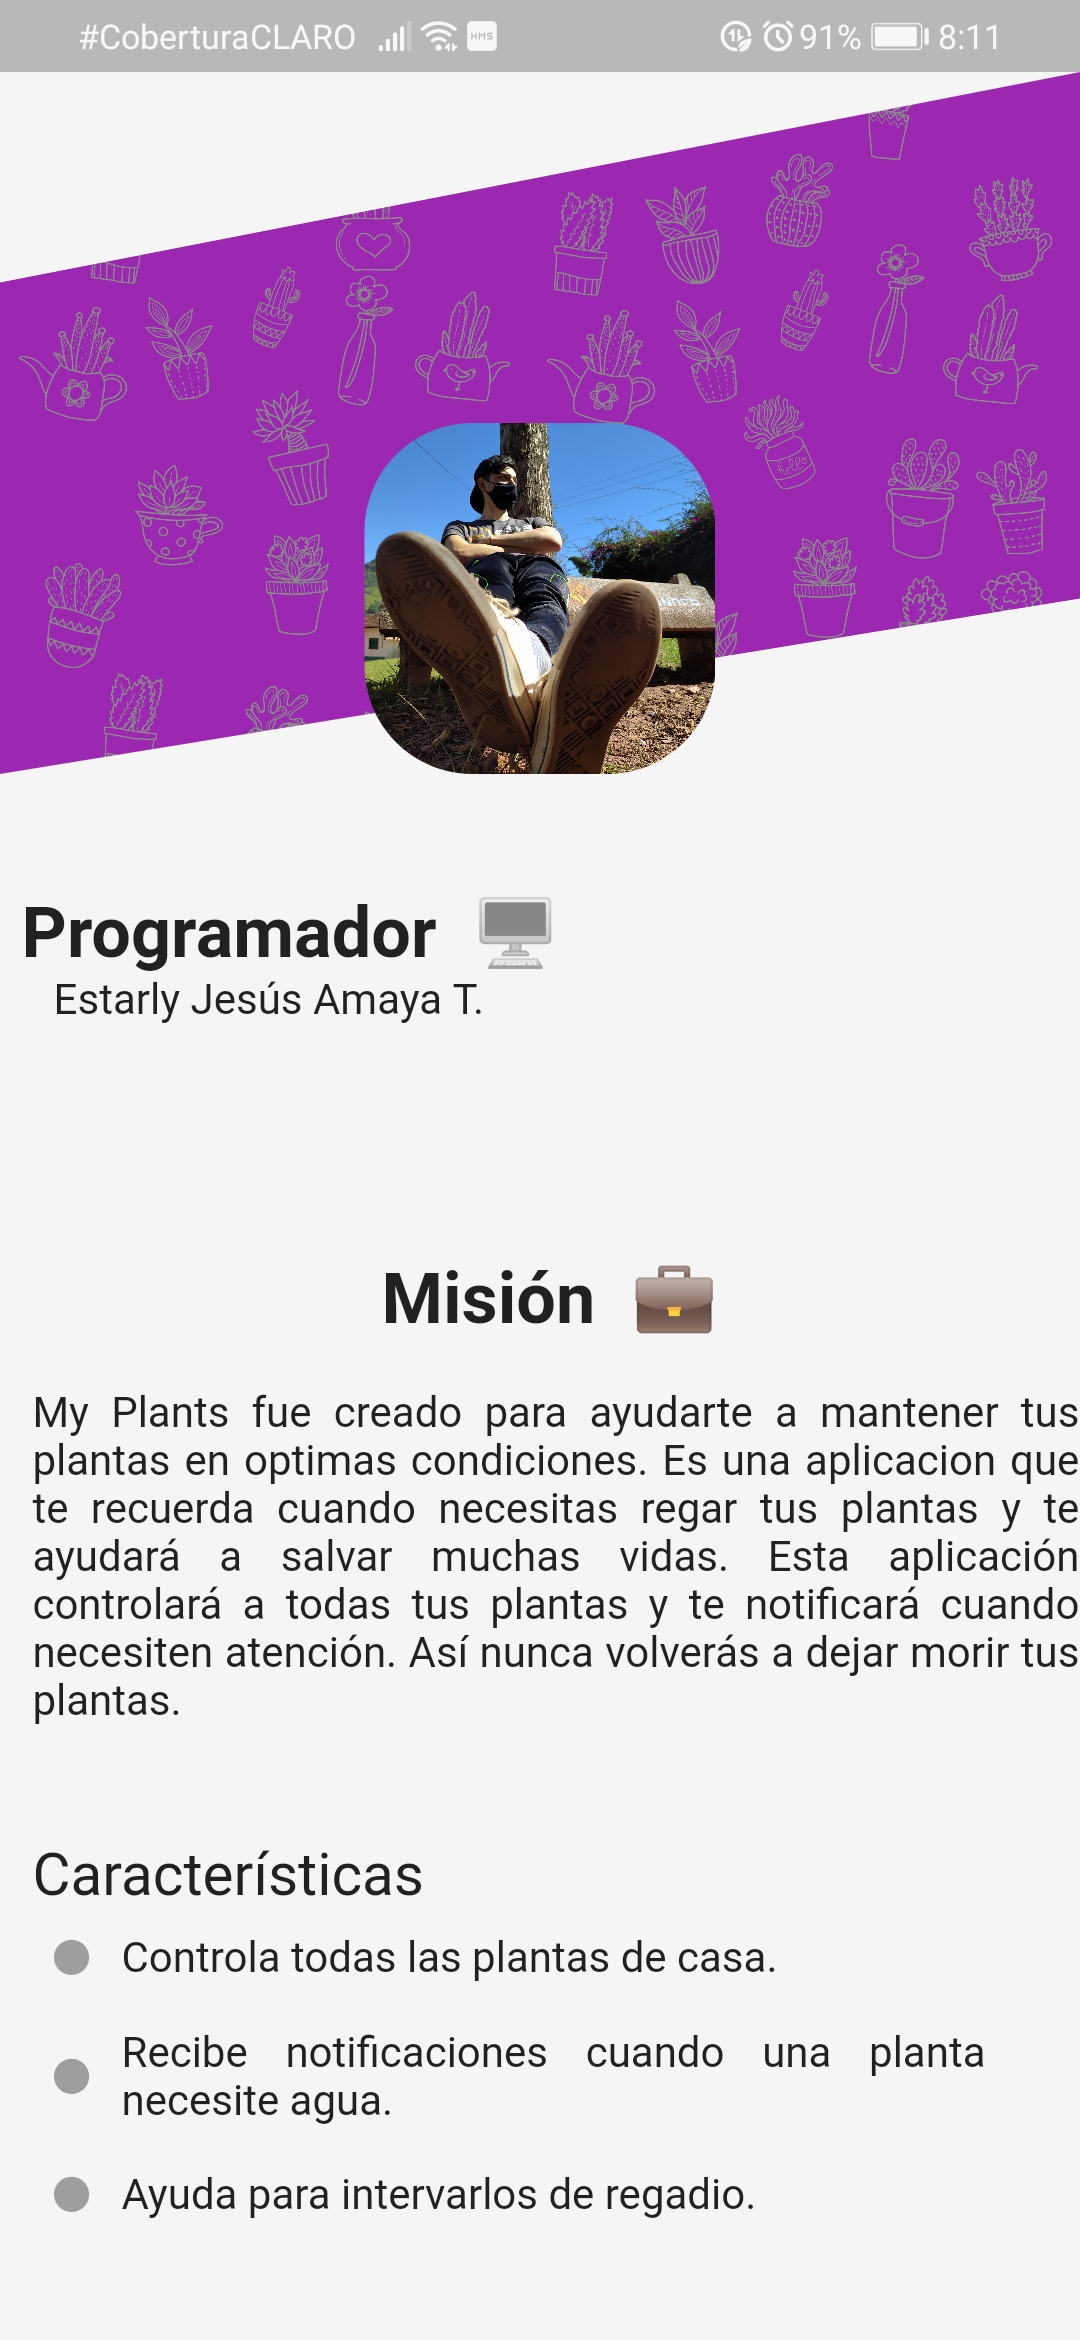 #CoberturaCLARO HMS 91% 8:11
hello
Programador
Estarly Jesús Amaya T.
Misión
My Plants fue creado para ayudarte a mantener tus
plantas en optimas condiciones. Es una aplicacion que
te recuerda cuando necesitas regar tus plantas y te
ayudará a salvar muchas vidas. Esta aplicación
controlará a todas tus plantas y te notificará cuando
necesiten atención. Así nunca volverás a dejar morir tus
plantas.
Características
Controla todas las plantas de casa.
Recibe notificaciones cuando una planta
necesite agua.
Ayuda para intervarlos de regadio.